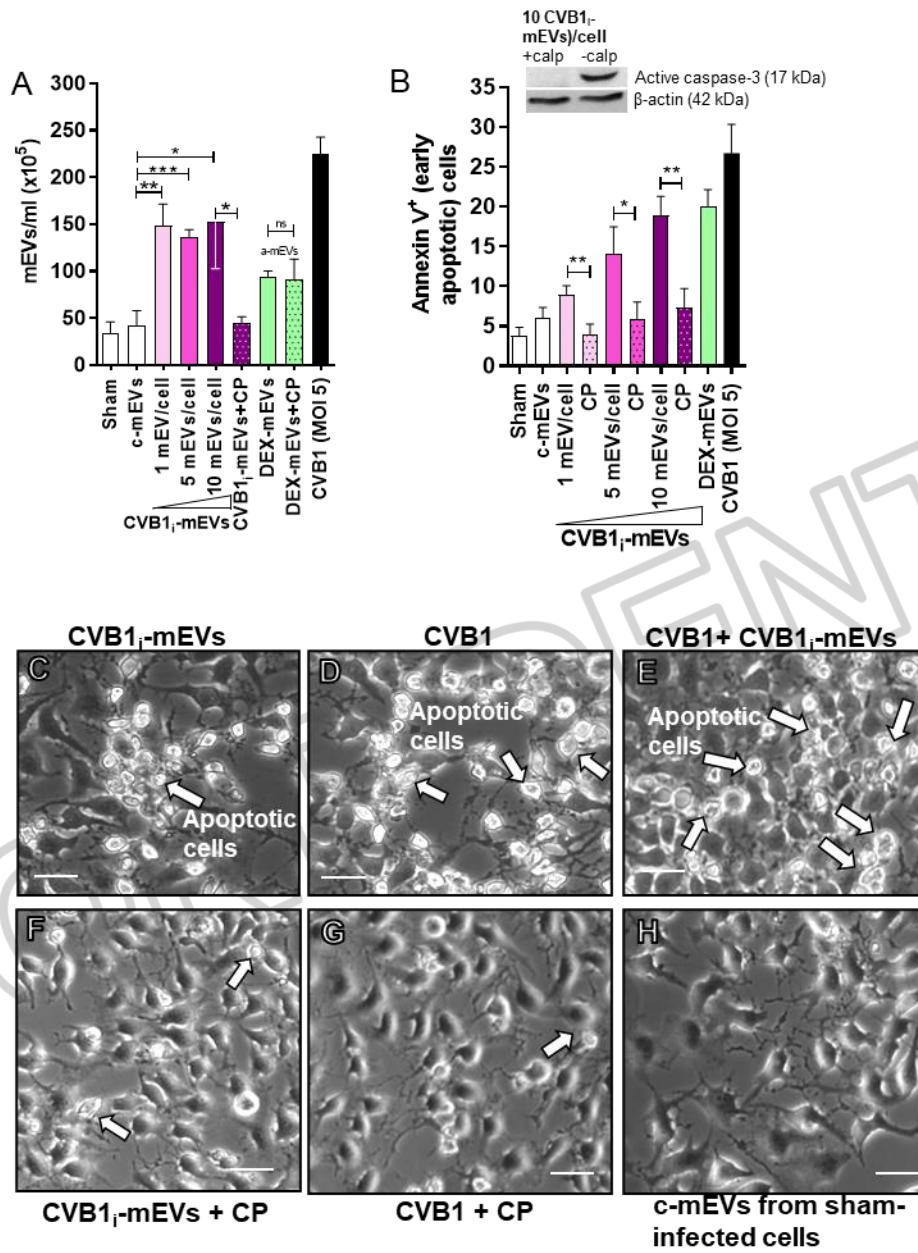 A
mEVs/ml (x10⁵)
300
250
200
150
100
50
0
*
***
**
*
ns
a-mEVs
Sham
c-mEVs
1 mEV/cell
5 mEVs/cell
10 mEVs/cell
CVB1ᵢ-mEVs+CP
DEX-mEVs
DEX-mEVs+CP
CVB1 (MOI 5)
CVB1ᵢ-mEVs
B
10 CVB1ᵢ-
mEVs)/cell
+calp -calp
Active caspase-3 (17 kDa)
β-actin (42 kDa)
Annexin V⁺ (early
apoptotic) cells
35
30
25
20
15
10
5
0
**
*
**
Sham
c-mEVs
1 mEV/cell
CP
5 mEVs/cell
CP
10 mEVs/cell
CP
DEX-mEVs
CVB1 (MOI 5)
CVB1ᵢ-mEVs
CVB1ᵢ-mEVs
C
Apoptotic
cells
CVB1
D
Apoptotic
cells
CVB1+ CVB1ᵢ-mEVs
E
Apoptotic
cells
F
CVB1ᵢ-mEVs + CP
G
CVB1 + CP
H
c-mEVs from sham-
infected cells